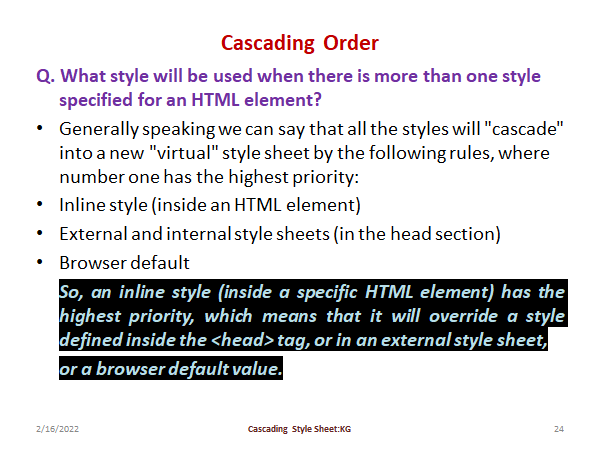 Cascading Order
Q. What style will be used when there is more than one style
specified for an HTML element?
• Generally speaking we can say that all the styles will "cascade"
into a new "virtual" style sheet by the following rules, where
number one has the highest priority:
• Inline style (inside an HTML element)
• External and internal style sheets (in the head section)
• Browser default
So, an inline style (inside a specific HTML element) has the
highest priority, which means that it will override a style
defined inside the <head> tag, or in an external style sheet,
or a browser default value.
2/16/2022 Cascading Style Sheet:KG 24